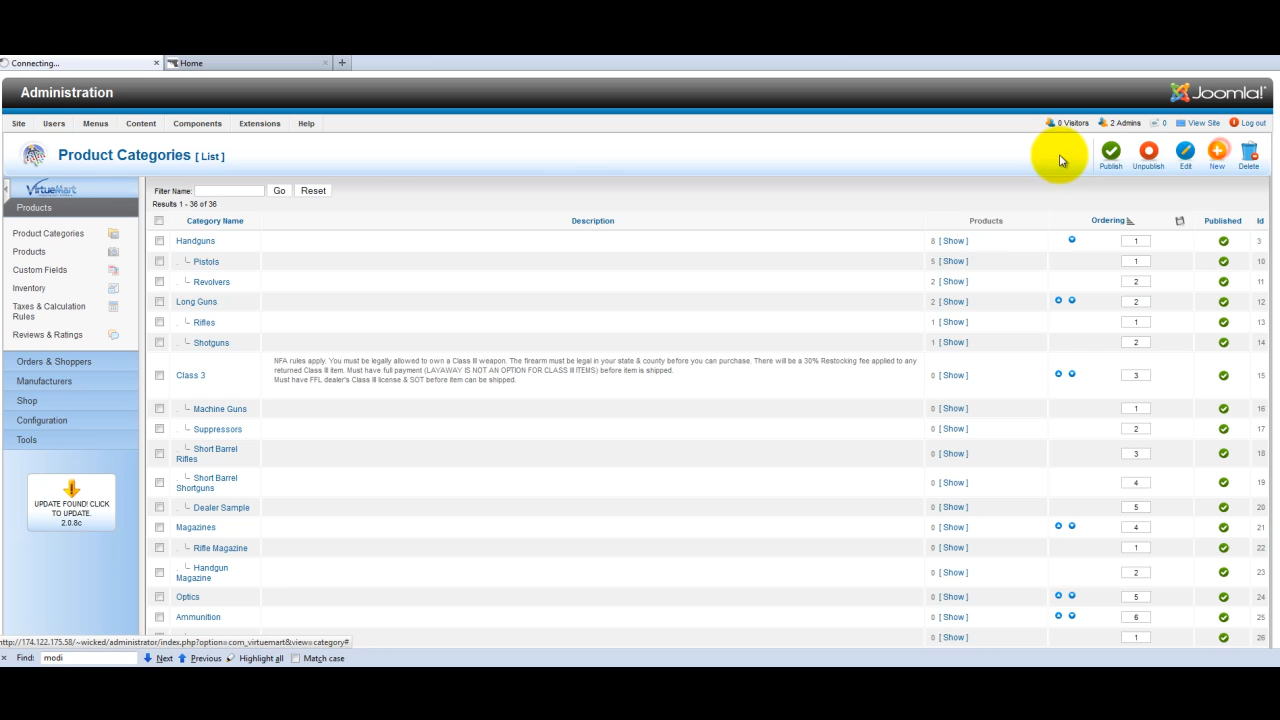 Connecting...
Home
Administration
Joomla!
Site Users Menus Content Components Extensions Help
0 Visitors 2 Admins 0 View Site Log out
Product Categories [ List ]
Publish Unpublish Edit New Delete
VirtueMart
Products
Product Categories
Products
Custom Fields
Inventory
Taxes & Calculation
Rules
Reviews & Ratings
Orders & Shoppers
Manufacturers
Shop
Configuration
Tools
UPDATE FOUND! CLICK
TO UPDATE.
2.0.8c
Filter Name: Go Reset
Results 1 - 36 of 36
Category Name Description Products Ordering Published Id
Handguns 8 [ Show ] 1 3
Pistols 5 [ Show ] 1 10
Revolvers 2 [ Show ] 2 11
Long Guns 2 [ Show ] 2 12
Rifles 1 [ Show ] 1 13
Shotguns 1 [ Show ] 2 14
NFA rules apply. You must be legally allowed to own a Class III weapon. The firearm must be legal in your state & county before you can purchase. There will be a 30% Restocking fee applied to any
returned Class III item. Must have full payment (LAYAWAY IS NOT AN OPTION FOR CLASS III ITEMS) before item is shipped.
Must have FFL dealer's Class III license & SOT before item can be shipped.
Class 3 0 [ Show ] 3 15
Machine Guns 0 [ Show ] 1 16
Suppressors 0 [ Show ] 2 17
Short Barrel
Rifles 0 [ Show ] 3 18
Short Barrel
Shortguns 0 [ Show ] 4 19
Dealer Sample 0 [ Show ] 5 20
Magazines 0 [ Show ] 4 21
Rifle Magazine 0 [ Show ] 1 22
Handgun
Magazine 0 [ Show ] 2 23
Optics 0 [ Show ] 5 24
Ammunition 0 [ Show ] 6 25
0 [ Show ] 1 26
http://174.122.175.58/~wicked/administrator/index.php?option=com_virtuemart&view=category#
Find: modi Next Previous Highlight all Match case